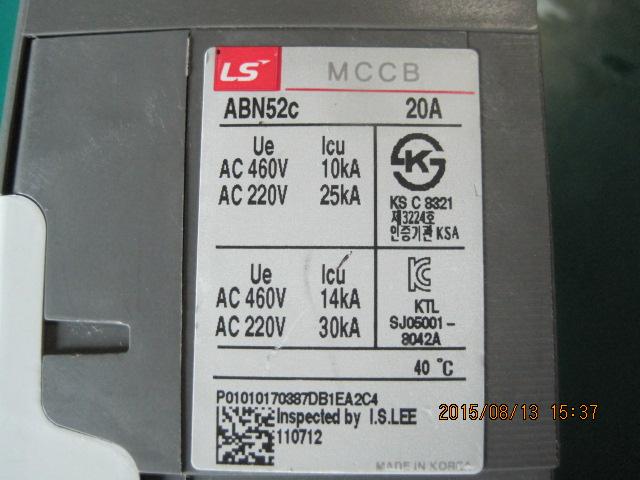 LS MCCB
ABN52c 20A
Ue Icu
AC 460V 10kA
AC 220V 25kA
KS
KS C 8321
제3224호
인증기관 KSA
Ue Icu
AC 460V 14kA
AC 220V 30kA
KC
KTL
SJ05001-
8042A
40 ℃
P01010170387DB1EA2C4
Inspected by I.S.LEE
110712
MADE IN KOREA
2015/08/13 15:37